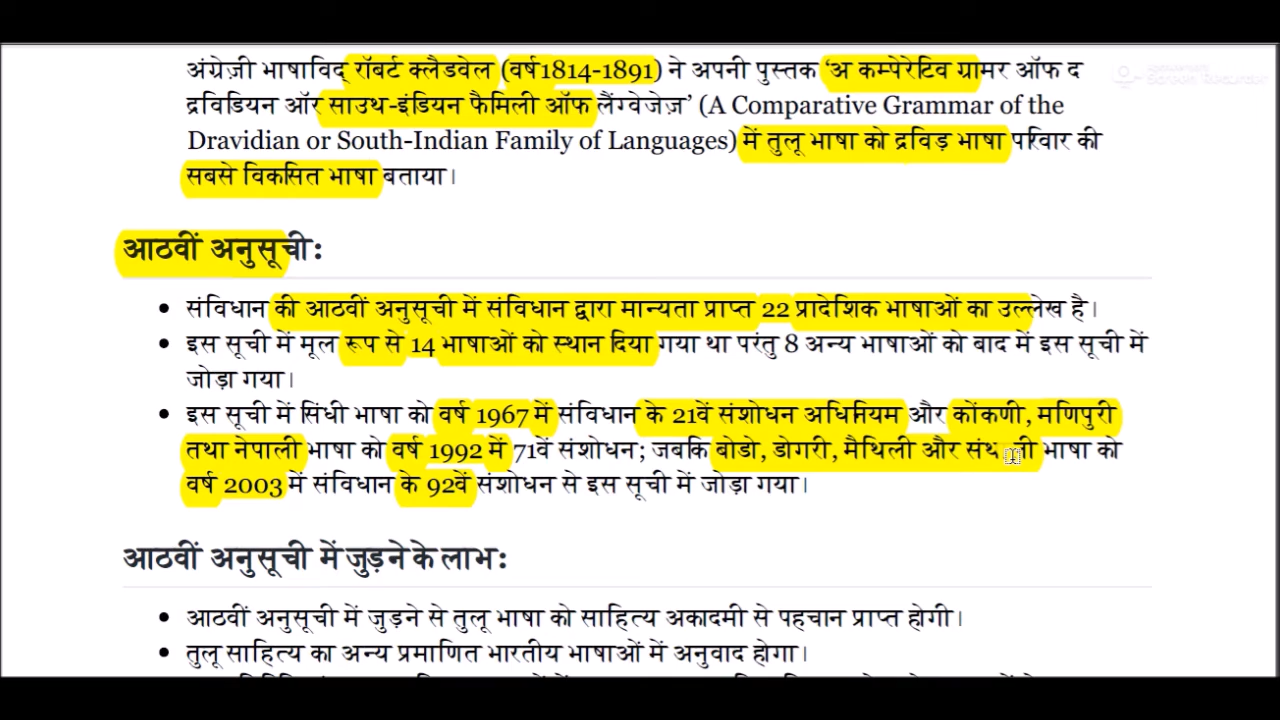 अंग्रेज़ी भाषाविद् रॉबर्ट क्लैडवेल (वर्ष1814-1891) ने अपनी पुस्तक ‘अ कम्पेरेटिव ग्रामर ऑफ द
द्रविडियन ऑर साउथ-इंडियन फैमिली ऑफ लैंग्वेजेज़’ (A Comparative Grammar of the
Dravidian or South-Indian Family of Languages) में तुलू भाषा को द्रविड़ भाषा परिवार की
सबसे विकसित भाषा बताया।
आठवीं अनुसूची:
• संविधान की आठवीं अनुसूची में संविधान द्वारा मान्यता प्राप्त 22 प्रादेशिक भाषाओं का उल्लेख है।
• इस सूची में मूल रूप से 14 भाषाओं को स्थान दिया गया था परंतु 8 अन्य भाषाओं को बाद में इस सूची में
जोड़ा गया।
• इस सूची में सिंधी भाषा को वर्ष 1967 में संविधान के 21वें संशोधन अधिनियम और कोंकणी, मणिपुरी
तथा नेपाली भाषा को वर्ष 1992 में 71वें संशोधन; जबकि बोडो, डोगरी, मैथिली और संथाली भाषा को
वर्ष 2003 में संविधान के 92वें संशोधन से इस सूची में जोड़ा गया।
आठवीं अनुसूची में जुड़ने के लाभ:
• आठवीं अनुसूची में जुड़ने से तुलू भाषा को साहित्य अकादमी से पहचान प्राप्त होगी।
• तुलू साहित्य का अन्य प्रमाणित भारतीय भाषाओं में अनुवाद होगा।